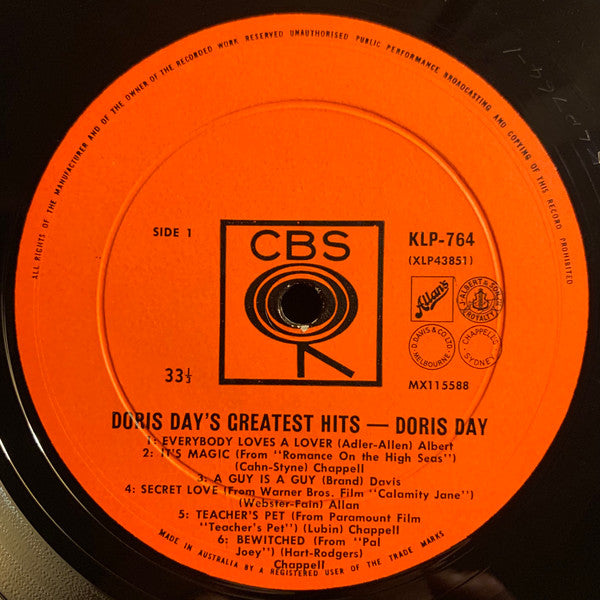 ALL RIGHTS OF THE MANUFACTURER AND OF THE OWNER OF THE RECORDED WORK RESERVED UNAUTHORISED PUBLIC PERFORMANCE BROADCASTING AND COPYING OF THIS RECORD PROHIBITED
SIDE 1
CBS
KLP-764
(XLP43851)
Allan's
J. ALBERT & SON
ROYALTY
D. DAVIS & CO LTD
MELBOURNE
CHAPPELL
SYDNEY
33⅓
MX115588
DORIS DAY'S GREATEST HITS — DORIS DAY
1: EVERYBODY LOVES A LOVER (Adler-Allen) Albert
2: IT'S MAGIC (From "Romance On the High Seas")
(Cahn-Styne) Chappell
3: A GUY IS A GUY (Brand) Davis
4: SECRET LOVE (From Warner Bros. Film "Calamity Jane")
(Webster-Fain) Allan
5: TEACHER'S PET (From Paramount Film
"Teacher's Pet") (Lubin) Chappell
6: BEWITCHED (From "Pal
Joey") (Hart-Rodgers)
Chappell
MADE IN AUSTRALIA BY A REGISTERED USER OF THE TRADE MARKS